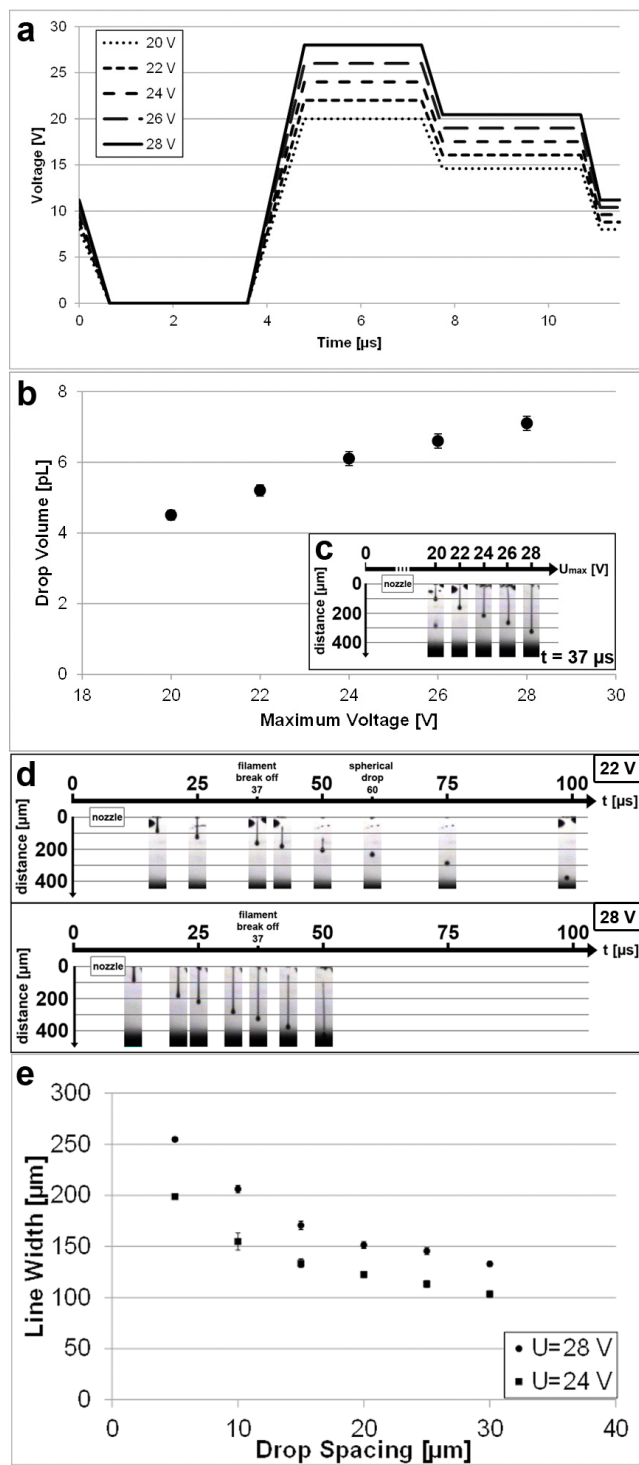 a
20 V
22 V
24 V
26 V
28 V
Voltage [V]
30
25
20
15
10
5
0
0 2 4 6 8 10
Time [µs]
b
Drop Volume [pL]
8
6
4
2
0
18 20 22 24 26 28 30
Maximum Voltage [V]
c
0 20 22 24 26 28
Umax [V]
nozzle
distance [µm]
0
200
400
t = 37 µs
d
22 V
filament
break off
37
spherical
drop
60
0 25 50 75 100
t [µs]
nozzle
distance [µm]
0
200
400
28 V
filament
break off
37
0 25 50 75 100
t [µs]
nozzle
distance [µm]
0
200
400
e
Line Width [µm]
300
250
200
150
100
50
0
0 10 20 30 40
Drop Spacing [µm]
U=28 V
U=24 V